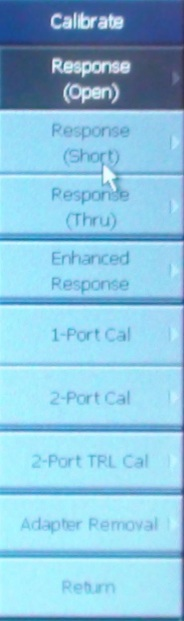 Calibrate
Response
(Open)
Response
(Short)
Response
(Thru)
Enhanced
Response
1-Port Cal
2-Port Cal
2-Port TRL Cal
Adapter Removal
Return